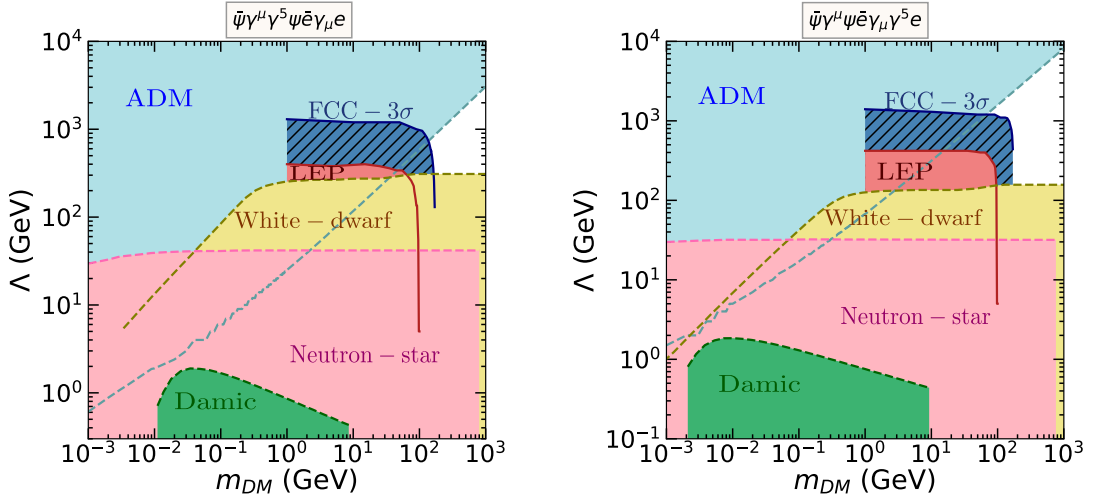 ψ̄γ^μγ^5ψēγ_μe
10^4
10^3
10^2
10^1
10^0
Λ (GeV)
ADM
FCC − 3σ
LEP
White − dwarf
Neutron − star
Damic
10^−3 10^−2 10^−1 10^0 10^1 10^2 10^3
m_DM (GeV)
ψ̄γ^μψēγ_μγ^5e
10^4
10^3
10^2
10^1
10^0
10^−1
Λ (GeV)
ADM
FCC − 3σ
LEP
White − dwarf
Neutron − star
Damic
10^−3 10^−2 10^−1 10^0 10^1 10^2 10^3
m_DM (GeV)